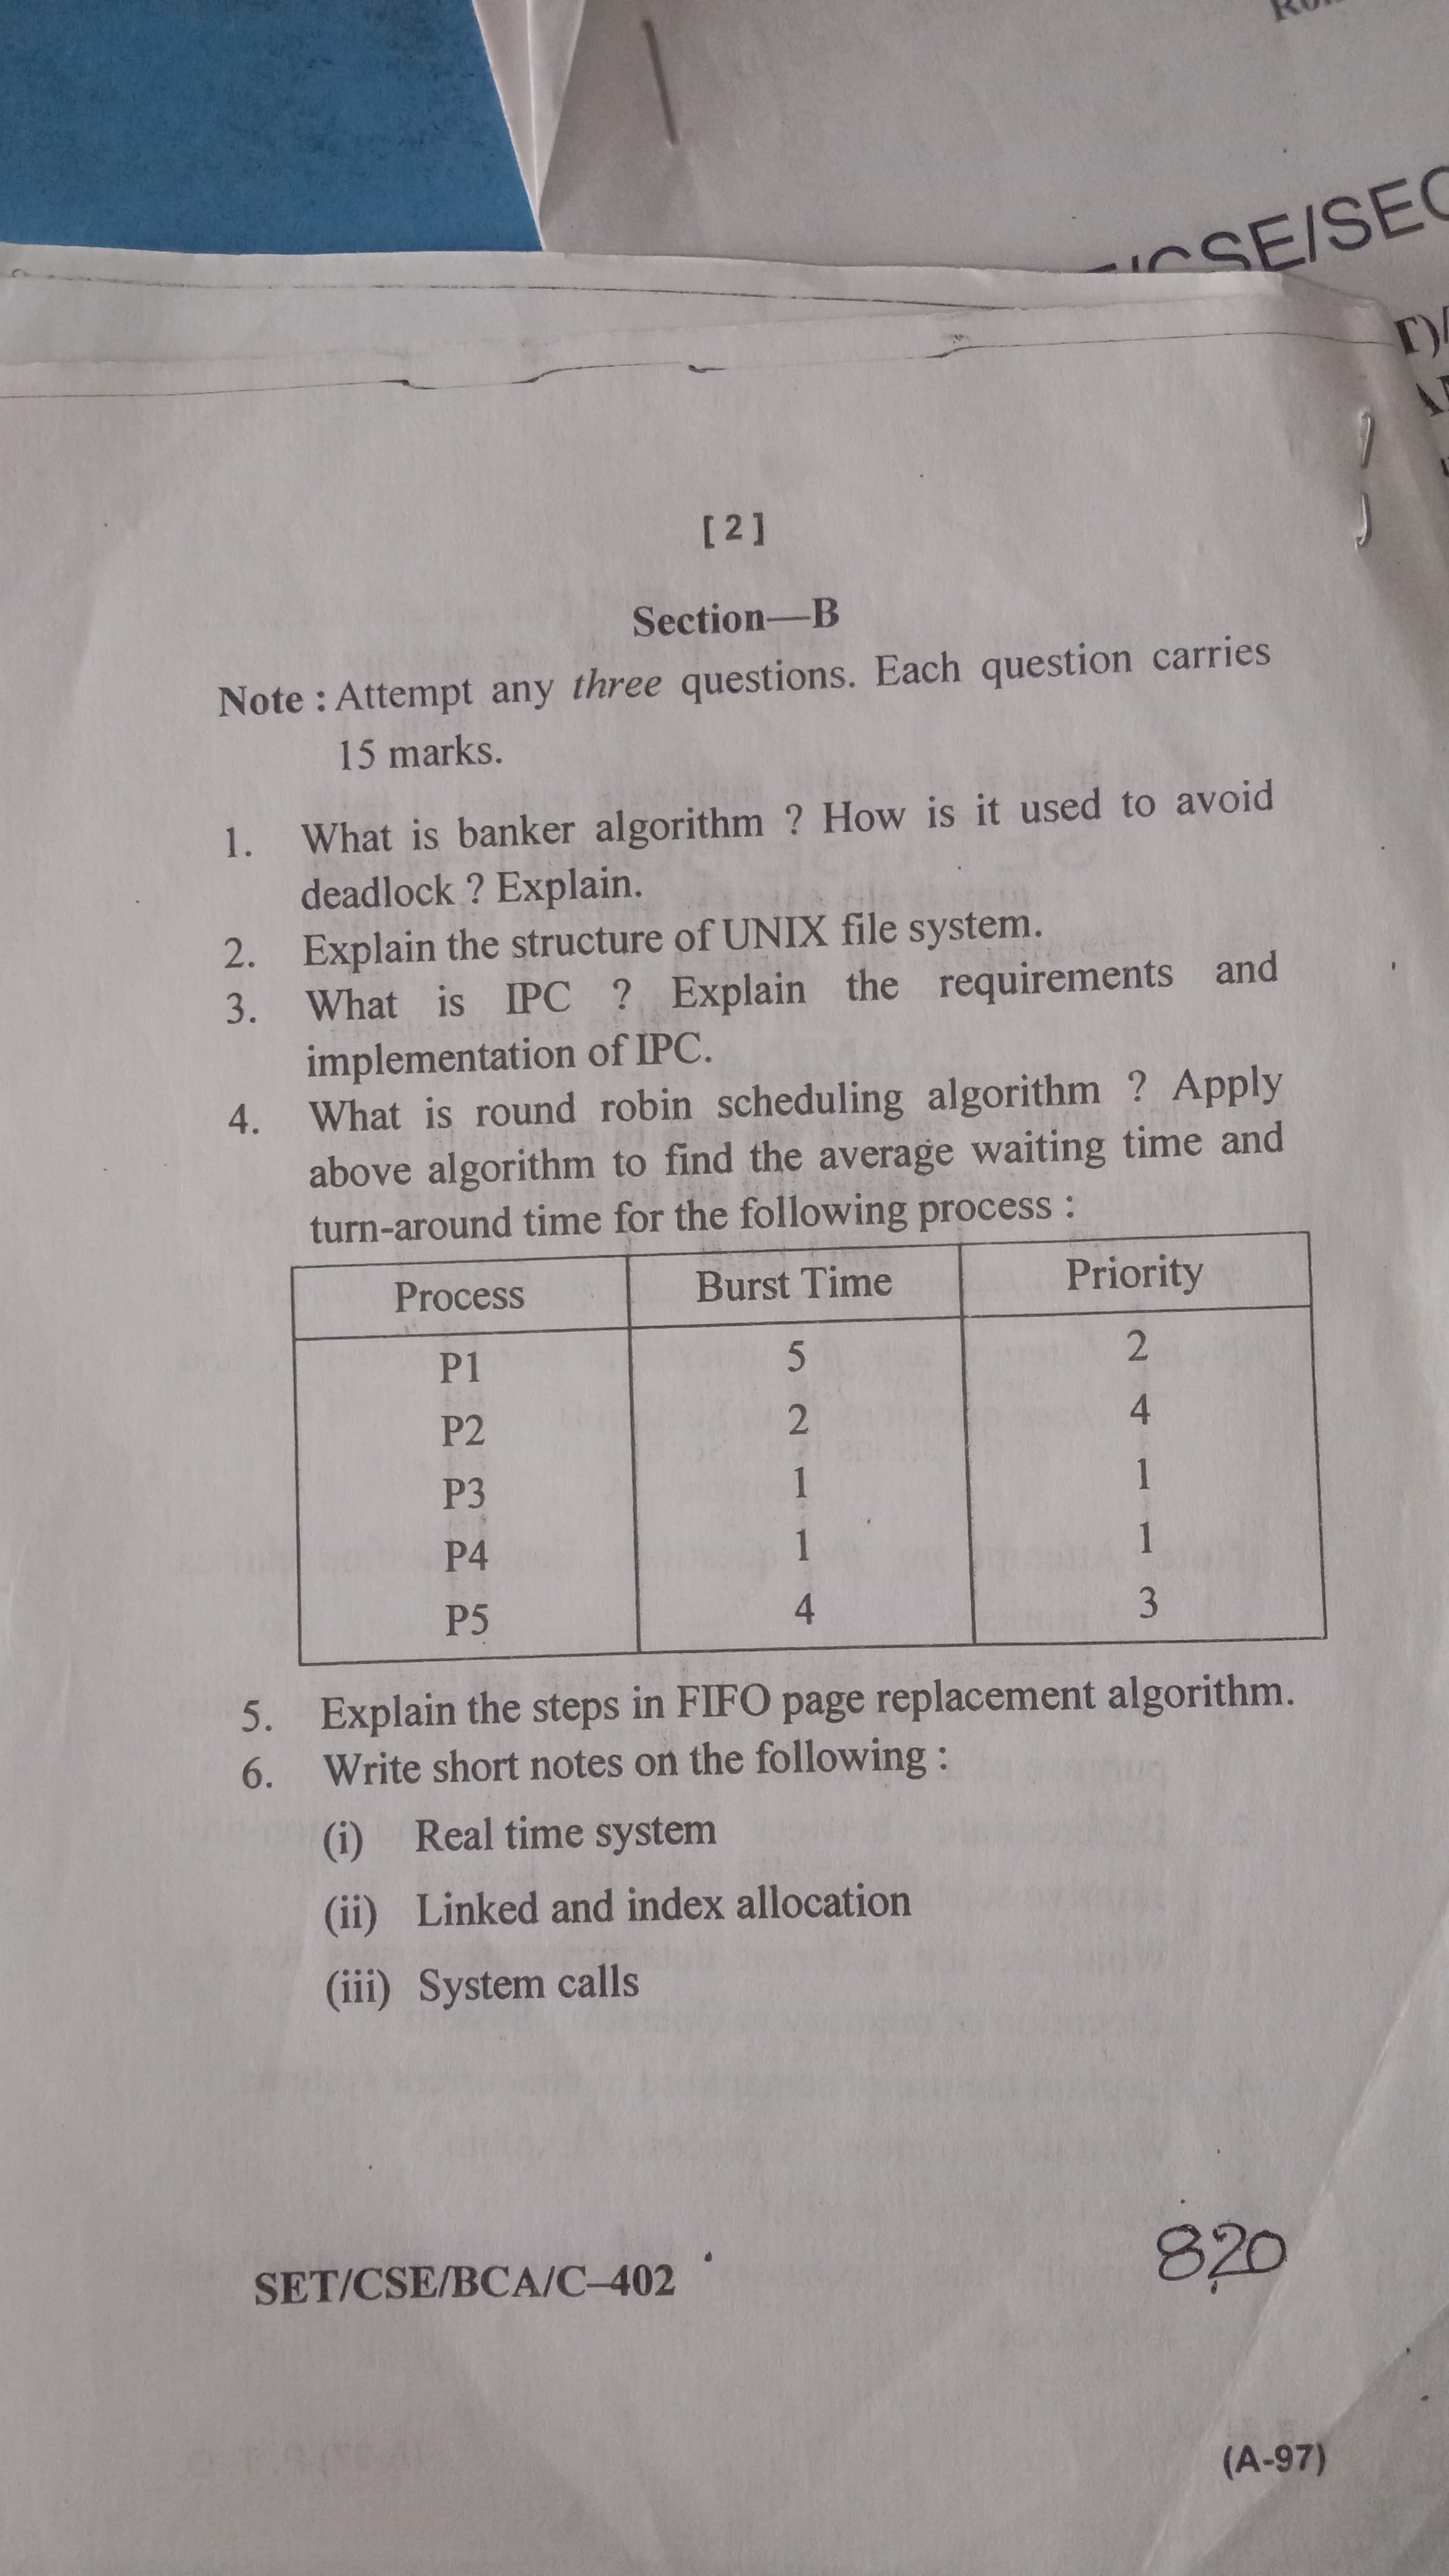 CSE/SEC
[ 2 ]
Section—B
Note : Attempt any three questions. Each question carries
15 marks.
1. What is banker algorithm ? How is it used to avoid
deadlock ? Explain.
2. Explain the structure of UNIX file system.
3. What is IPC ? Explain the requirements and
implementation of IPC.
4. What is round robin scheduling algorithm ? Apply
above algorithm to find the average waiting time and
turn-around time for the following process :
Process Burst Time Priority
P1 5 2
P2 2 4
P3 1 1
P4 1 1
P5 4 3
5. Explain the steps in FIFO page replacement algorithm.
6. Write short notes on the following :
(i) Real time system
(ii) Linked and index allocation
(iii) System calls
820
SET/CSE/BCA/C–402
(A-97)